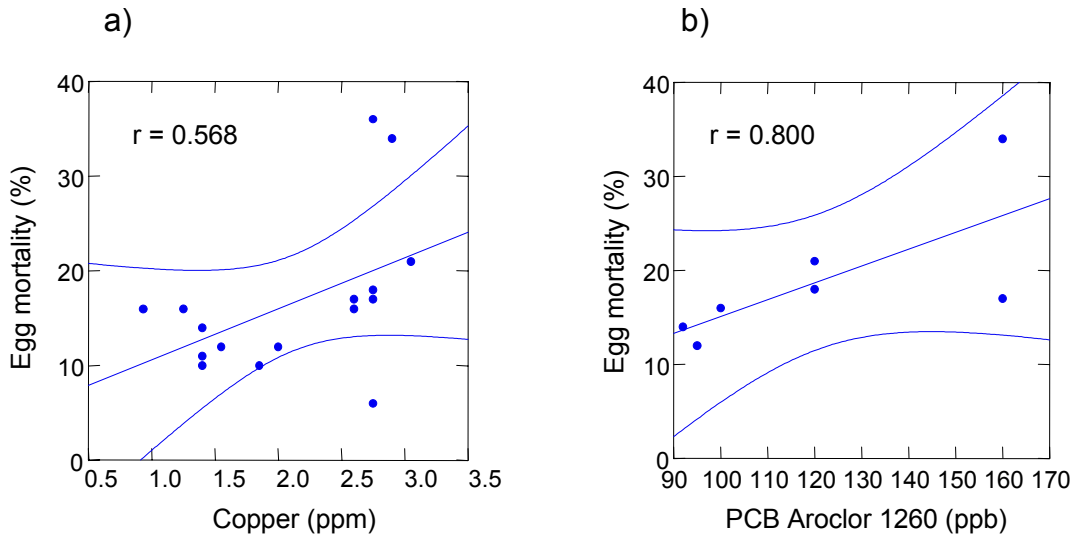 a)
r = 0.568
Egg mortality (%)
40
30
20
10
0
0.5 1.0 1.5 2.0 2.5 3.0 3.5
Copper (ppm)
b)
r = 0.800
Egg mortality (%)
40
30
20
10
0
90 100 110 120 130 140 150 160 170
PCB Aroclor 1260 (ppb)